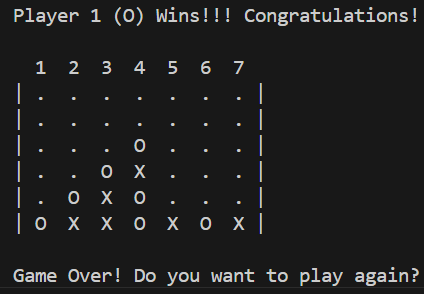 Player 1 (O) Wins!!! Congratulations!
1 2 3 4 5 6 7
| . . . . . . . |
| . . . . . . . |
| . . . O . . . |
| . . O X . . . |
| . O X O . . . |
| O X X O X O X |
Game Over! Do you want to play again?